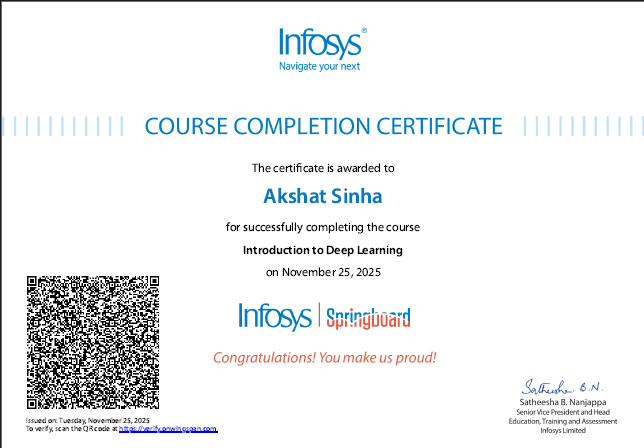 Infosys®
Navigate your next
COURSE COMPLETION CERTIFICATE
The certificate is awarded to
Akshat Sinha
for successfully completing the course
Introduction to Deep Learning
on November 25, 2025
Infosys | Springboard
Congratulations! You make us proud!
Satheesha B.N.
Satheesha B. Nanjappa
Senior Vice President and Head
Education, Training and Assessment
Infosys Limited
Issued on: Tuesday, November 25, 2025
To verify, scan the QR code at https://verify.onwingspan.com